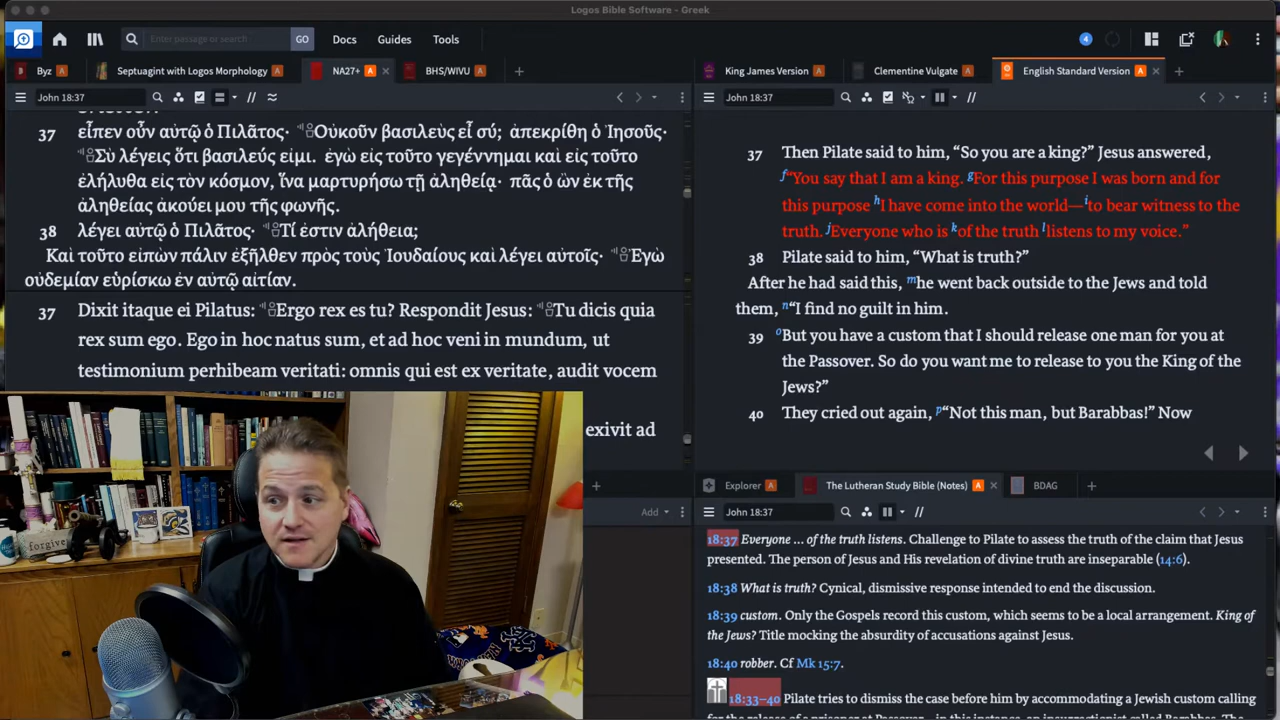 Logos Bible Software - Greek
Enter passage or search GO Docs Guides Tools
4
Byz A Septuagint with Logos Morphology A NA27+ A BHS/WIVU A
John 18:37
37 εἶπεν οὖν αὐτῷ ὁ Πιλᾶτος· Οὐκοῦν βασιλεὺς εἶ σύ; ἀπεκρίθη ὁ Ἰησοῦς·
Σὺ λέγεις ὅτι βασιλεύς εἰμι. ἐγὼ εἰς τοῦτο γεγέννημαι καὶ εἰς τοῦτο
ἐλήλυθα εἰς τὸν κόσμον, ἵνα μαρτυρήσω τῇ ἀληθείᾳ· πᾶς ὁ ὢν ἐκ τῆς
ἀληθείας ἀκούει μου τῆς φωνῆς.
38 λέγει αὐτῷ ὁ Πιλᾶτος· Τί ἐστιν ἀλήθεια;
Καὶ τοῦτο εἰπὼν πάλιν ἐξῆλθεν πρὸς τοὺς Ἰουδαίους καὶ λέγει αὐτοῖς· Ἐγὼ
οὐδεμίαν εὑρίσκω ἐν αὐτῷ αἰτίαν.
37 Dixit itaque ei Pilatus: Ergo rex es tu? Respondit Jesus: Tu dicis quia
rex sum ego. Ego in hoc natus sum, et ad hoc veni in mundum, ut
testimonium perhibeam veritati: omnis qui est ex veritate, audit vocem
exivit ad
Add
forgive
King James Version A Clementine Vulgate A English Standard Version A
John 18:37
37 Then Pilate said to him, “So you are a king?” Jesus answered,
f“You say that I am a king. gFor this purpose I was born and for
this purpose hI have come into the world—ito bear witness to the
truth. jEveryone who is kof the truth llistens to my voice.”
38 Pilate said to him, “What is truth?”
After he had said this, mhe went back outside to the Jews and told
them, n“I find no guilt in him.
39 oBut you have a custom that I should release one man for you at
the Passover. So do you want me to release to you the King of the
Jews?”
40 They cried out again, p“Not this man, but Barabbas!” Now
Explorer A The Lutheran Study Bible (Notes) A BDAG
John 18:37
18:37 Everyone … of the truth listens. Challenge to Pilate to assess the truth of the claim that Jesus
presented. The person of Jesus and His revelation of divine truth are inseparable (14:6).
18:38 What is truth? Cynical, dismissive response intended to end the discussion.
18:39 custom. Only the Gospels record this custom, which seems to be a local arrangement. King of
the Jews? Title mocking the absurdity of accusations against Jesus.
18:40 robber. Cf Mk 15:7.
18:33–40 Pilate tries to dismiss the case before him by accommodating a Jewish custom calling